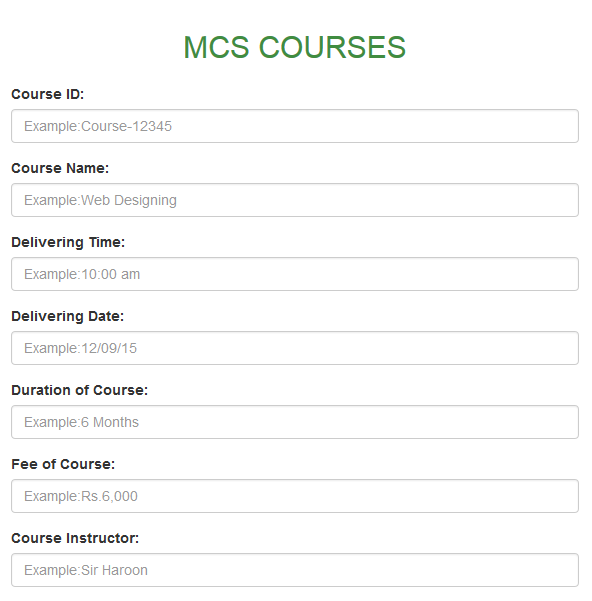 MCS COURSES
Course ID:
Example:Course-12345
Course Name:
Example:Web Designing
Delivering Time:
Example:10:00 am
Delivering Date:
Example:12/09/15
Duration of Course:
Example:6 Months
Fee of Course:
Example:Rs.6,000
Course Instructor:
Example:Sir Haroon